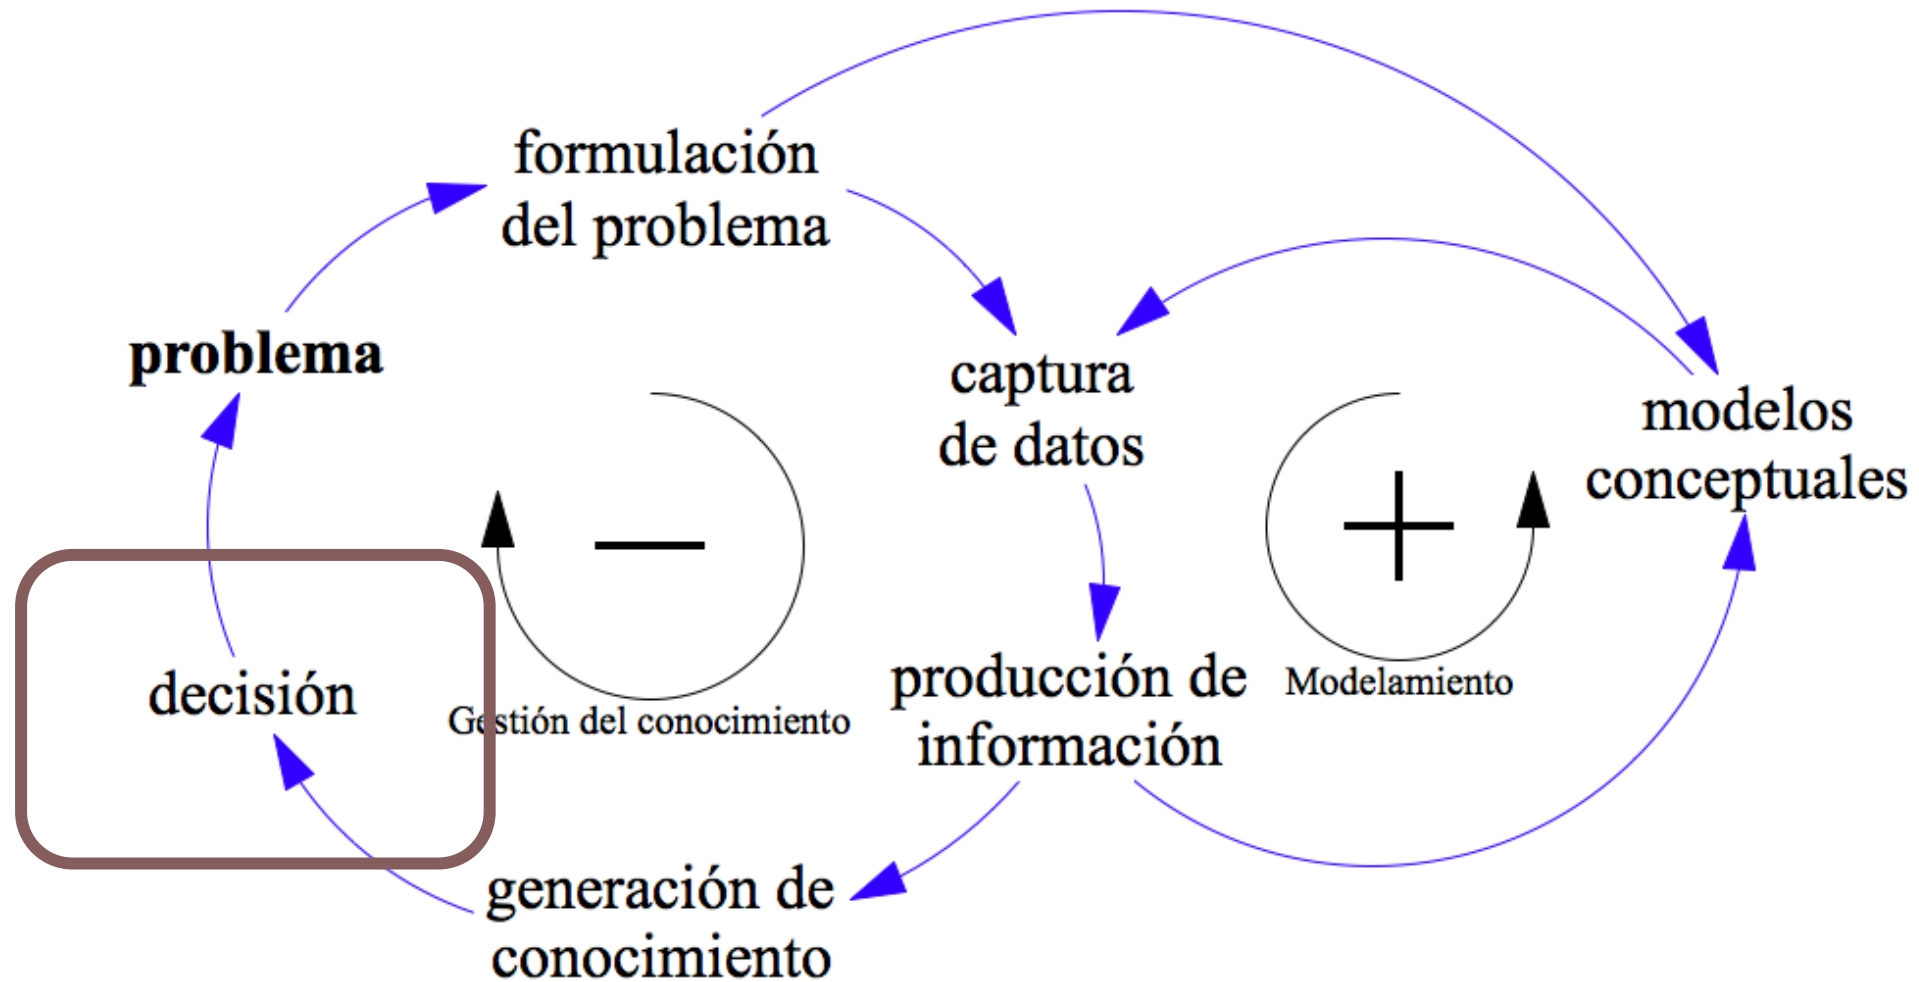 formulación
del problema
problema
captura
de datos
modelos
conceptuales
decisión
Gestión del conocimiento
producción de
información
Modelamiento
generación de
conocimiento